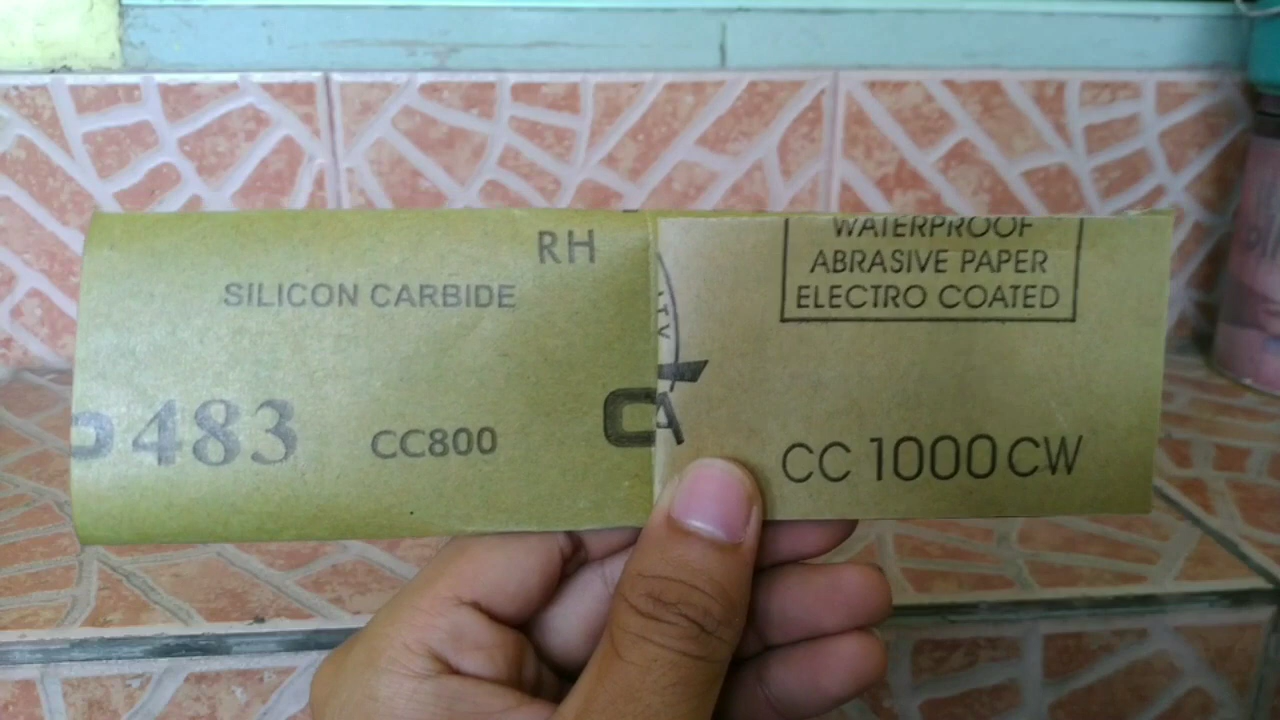 RH
SILICON CARBIDE
483
CC800
WATERPROOF
ABRASIVE PAPER
ELECTRO COATED
CC 1000 CW